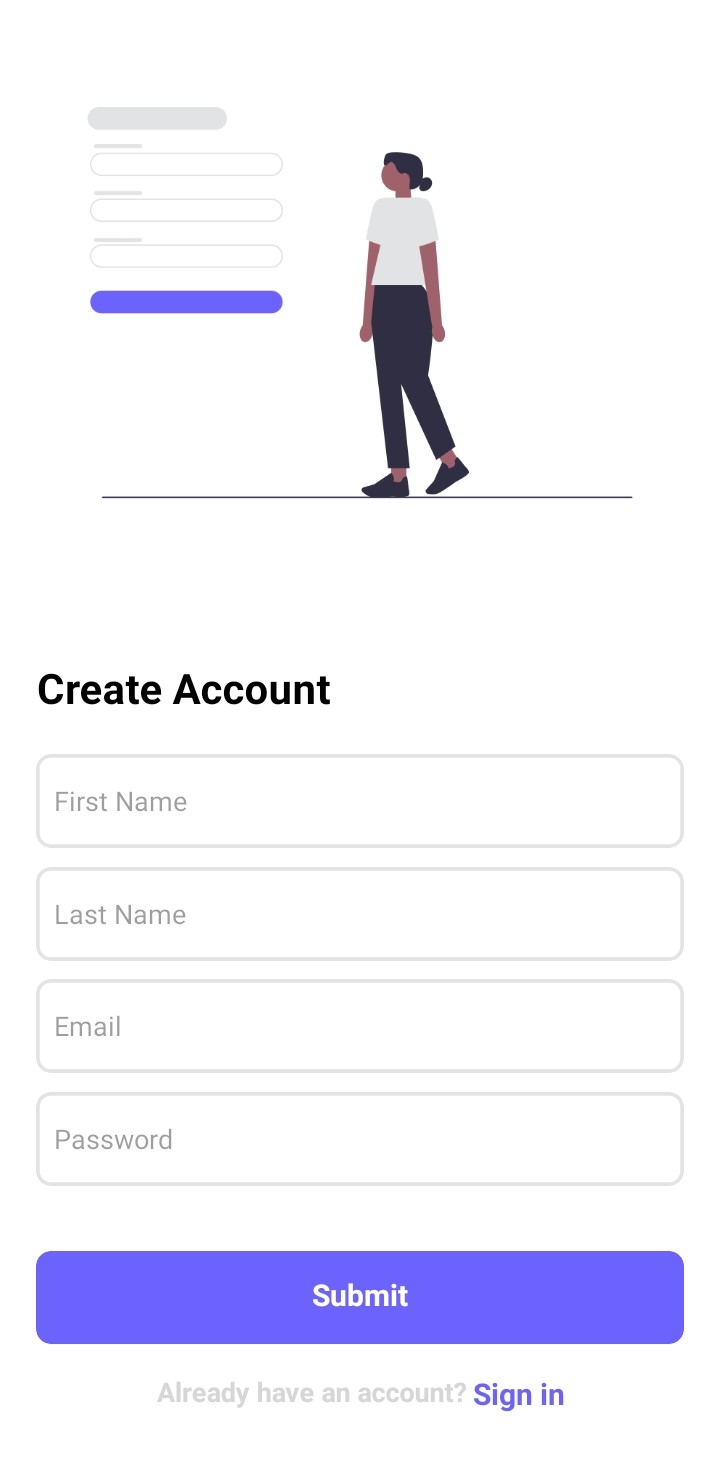 Create Account
First Name
Last Name
Email
Password
Submit
Already have an account? Sign in